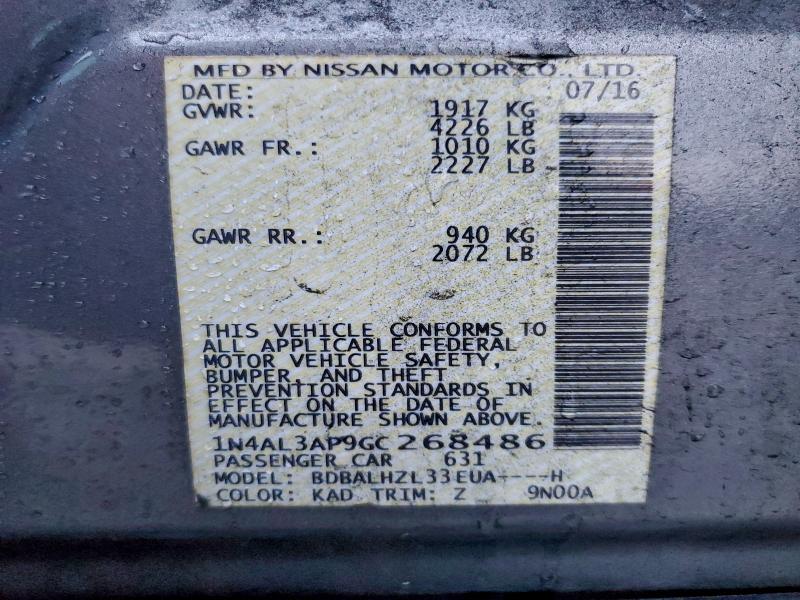 MFD BY NISSAN MOTOR CO., LTD.
DATE: 07/16
GVWR: 1917 KG
4226 LB
GAWR FR.: 1010 KG
2227 LB
GAWR RR.: 940 KG
2072 LB
THIS VEHICLE CONFORMS TO
ALL APPLICABLE FEDERAL
MOTOR VEHICLE SAFETY,
BUMPER, AND THEFT
PREVENTION STANDARDS IN
EFFECT ON THE DATE OF
MANUFACTURE SHOWN ABOVE.
1N4AL3AP9GC268486
PASSENGER CAR 631
MODEL: BDBALHZL33EUA----H
COLOR: KAD TRIM: Z 9N00A